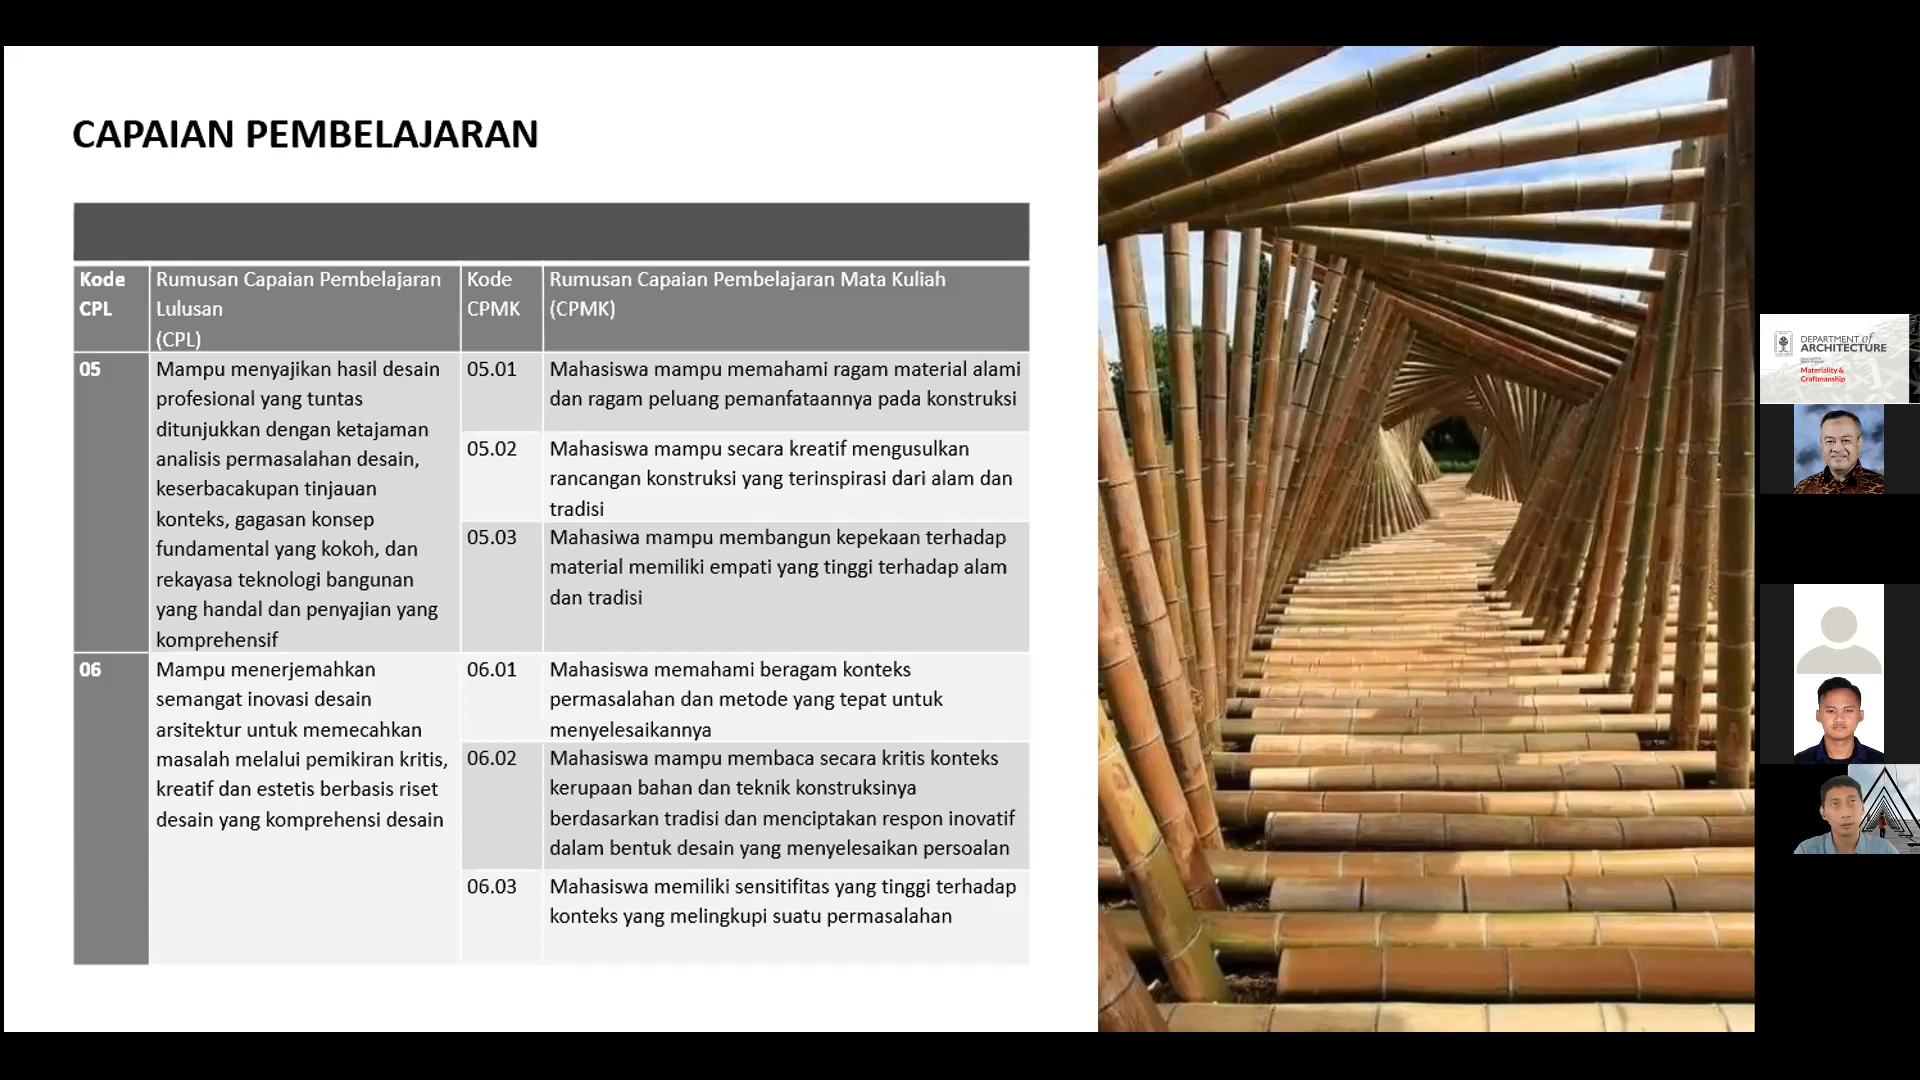 CAPAIAN PEMBELAJARAN
Kode
CPL
Rumusan Capaian Pembelajaran
Lulusan
(CPL)
Kode
CPMK
Rumusan Capaian Pembelajaran Mata Kuliah
(CPMK)
05
Mampu menyajikan hasil desain
profesional yang tuntas
ditunjukkan dengan ketajaman
analisis permasalahan desain,
keserbacakupan tinjauan
konteks, gagasan konsep
fundamental yang kokoh, dan
rekayasa teknologi bangunan
yang handal dan penyajian yang
komprehensif
05.01
Mahasiswa mampu memahami ragam material alami
dan ragam peluang pemanfataannya pada konstruksi
05.02
Mahasiswa mampu secara kreatif mengusulkan
rancangan konstruksi yang terinspirasi dari alam dan
tradisi
05.03
Mahasiwa mampu membangun kepekaan terhadap
material memiliki empati yang tinggi terhadap alam
dan tradisi
06
Mampu menerjemahkan
semangat inovasi desain
arsitektur untuk memecahkan
masalah melalui pemikiran kritis,
kreatif dan estetis berbasis riset
desain yang komprehensi desain
06.01
Mahasiswa memahami beragam konteks
permasalahan dan metode yang tepat untuk
menyelesaikannya
06.02
Mahasiswa mampu membaca secara kritis konteks
kerupaan bahan dan teknik konstruksinya
berdasarkan tradisi dan menciptakan respon inovatif
dalam bentuk desain yang menyelesaikan persoalan
06.03
Mahasiswa memiliki sensitifitas yang tinggi terhadap
konteks yang melingkupi suatu permasalahan
DEPARTMENT of
ARCHITECTURE
Materiality &
Craftmanship